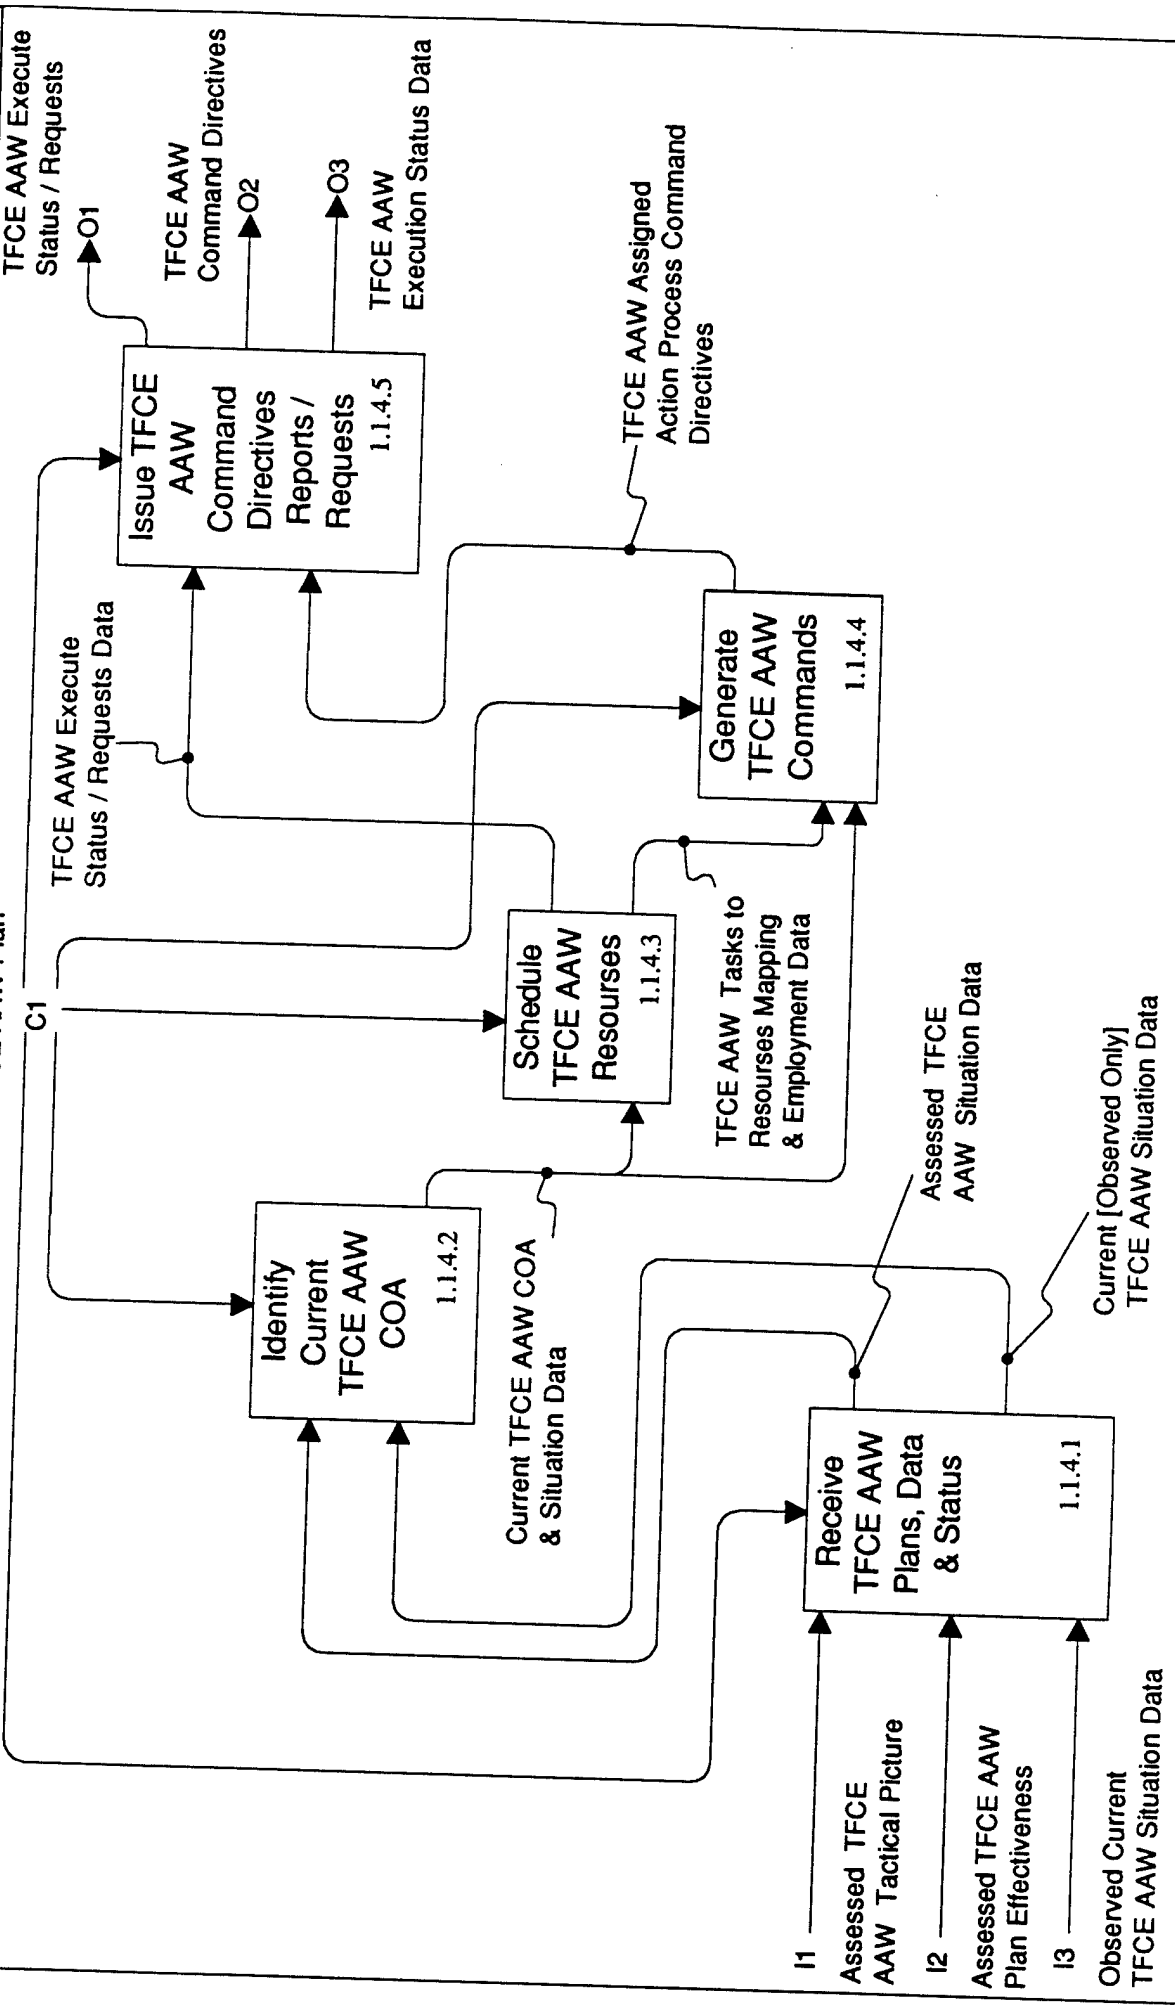 C1
Identify
Current
TFCE AAW
COA
1.1.4.2
Current TFCE AAW COA
& Situation Data
TFCE AAW Execute
Status / Requests Data
Issue TFCE
AAW
Command
Directives
Reports /
Requests
1.1.4.5
TFCE AAW Execute
Status / Requests
O1
TFCE AAW
Command Directives
O2
O3
TFCE AAW
Execution Status Data
Schedule
TFCE AAW
Resourses
1.1.4.3
TFCE AAW Tasks to
Resourses Mapping
& Employment Data
TFCE AAW Assigned
Action Process Command
Directives
Generate
TFCE AAW
Commands
1.1.4.4
Receive
TFCE AAW
Plans, Data
& Status
1.1.4.1
Assessed TFCE
AAW Situation Data
Current [Observed Only]
TFCE AAW Situation Data
I1
Assessed TFCE
AAW Tactical Picture
I2
Assessed TFCE AAW
Plan Effectiveness
I3
Observed Current
TFCE AAW Situation Data